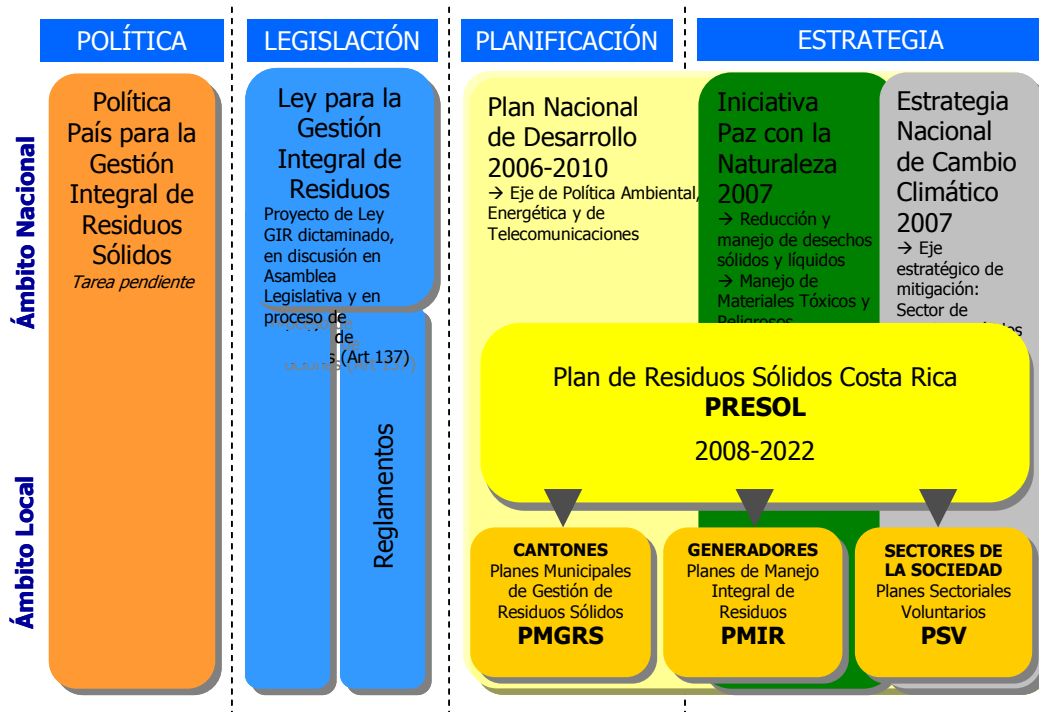 POLÍTICA
LEGISLACIÓN
PLANIFICACIÓN
ESTRATEGIA
Ámbito Nacional
Ámbito Local
Política
País para la
Gestión
Integral de
Residuos
Sólidos
Tarea pendiente
Ley para la
Gestión
Integral de
Residuos
Proyecto de Ley
GIR dictaminado,
en discusión en
Asamblea
Legislativa y en
proceso de
de
(Art 137)
Reglamentos
Plan Nacional
de Desarrollo
2006-2010
→ Eje de Política Ambiental,
Energética y de
Telecomunicaciones
Iniciativa
Paz con la
Naturaleza
2007
→ Reducción y
manejo de desechos
sólidos y líquidos
→ Manejo de
Materiales Tóxicos y
Peligrosos
Estrategia
Nacional
de Cambio
Climático
2007
→ Eje
estratégico de
mitigación:
Sector de
Plan de Residuos Sólidos Costa Rica
PRESOL
2008-2022
CANTONES
Planes Municipales
de Gestión de
Residuos Sólidos
PMGRS
GENERADORES
Planes de Manejo
Integral de
Residuos
PMIR
SECTORES DE
LA SOCIEDAD
Planes Sectoriales
Voluntarios
PSV